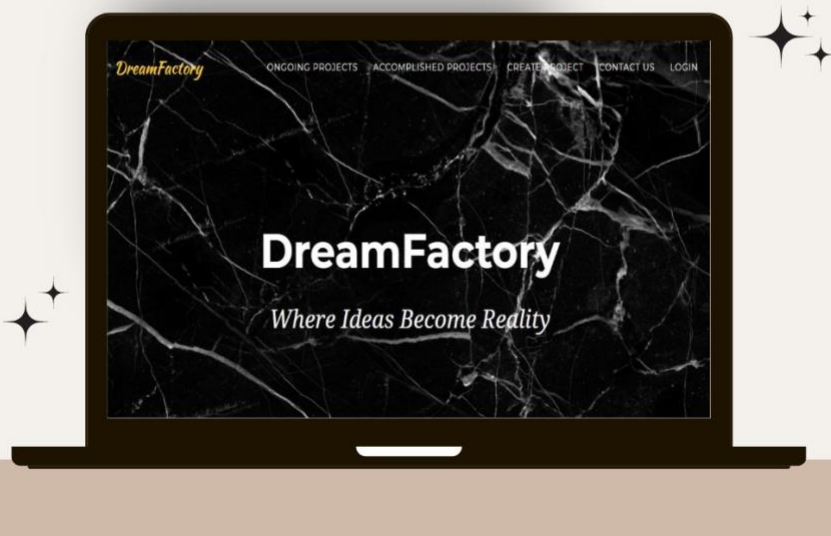 DreamFactory
ONGOING PROJECTS ACCOMPLISHED PROJECTS CREATE PROJECT CONTACT US LOGIN
DreamFactory
Where Ideas Become Reality